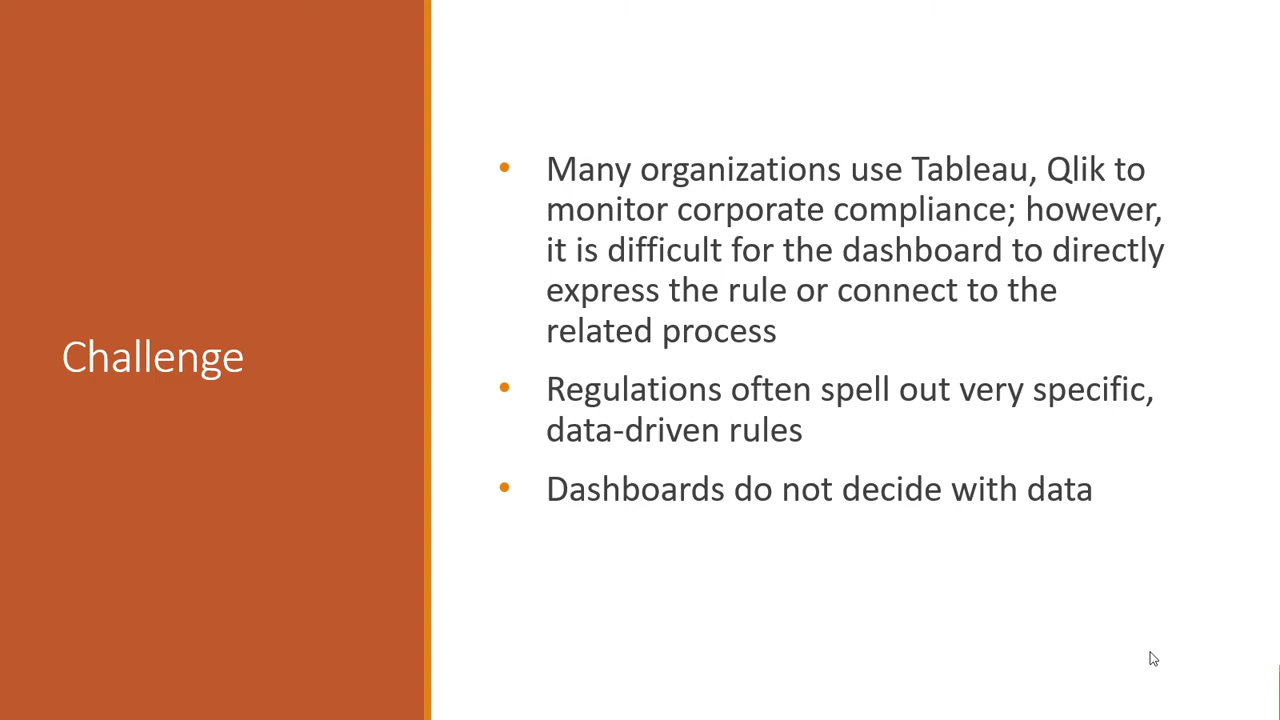 Challenge
• Many organizations use Tableau, Qlik to
monitor corporate compliance; however,
it is difficult for the dashboard to directly
express the rule or connect to the
related process
• Regulations often spell out very specific,
data-driven rules
• Dashboards do not decide with data